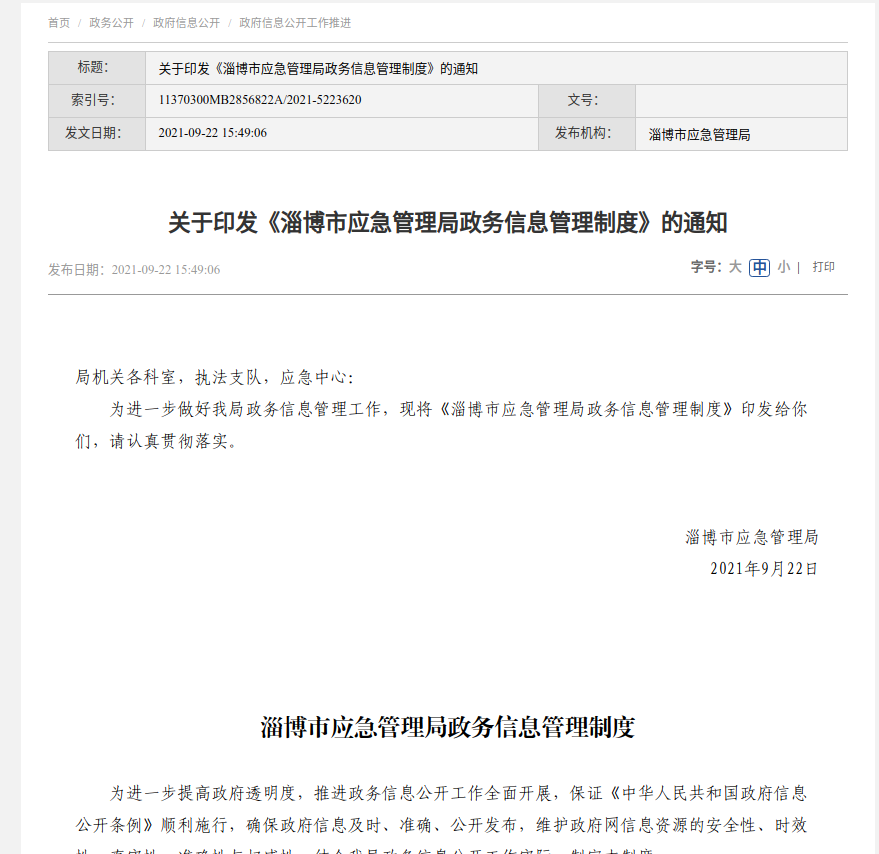 首页 / 政务公开 / 政府信息公开 / 政府信息公开工作推进
标题： 关于印发《淄博市应急管理局政务信息管理制度》的通知
索引号： 11370300MB2856822A/2021-5223620 文号：
发文日期： 2021-09-22 15:49:06 发布机构： 淄博市应急管理局
关于印发《淄博市应急管理局政务信息管理制度》的通知
发布日期：2021-09-22 15:49:06 字号：大 中 小 | 打印
局机关各科室，执法支队，应急中心：
为进一步做好我局政务信息管理工作，现将《淄博市应急管理局政务信息管理制度》印发给你
们，请认真贯彻落实。
淄博市应急管理局
2021年9月22日
淄博市应急管理局政务信息管理制度
为进一步提高政府透明度，推进政务信息公开工作全面开展，保证《中华人民共和国政府信息
公开条例》顺利施行，确保政府信息及时、准确、公开发布，维护政府网信息资源的安全性、时效